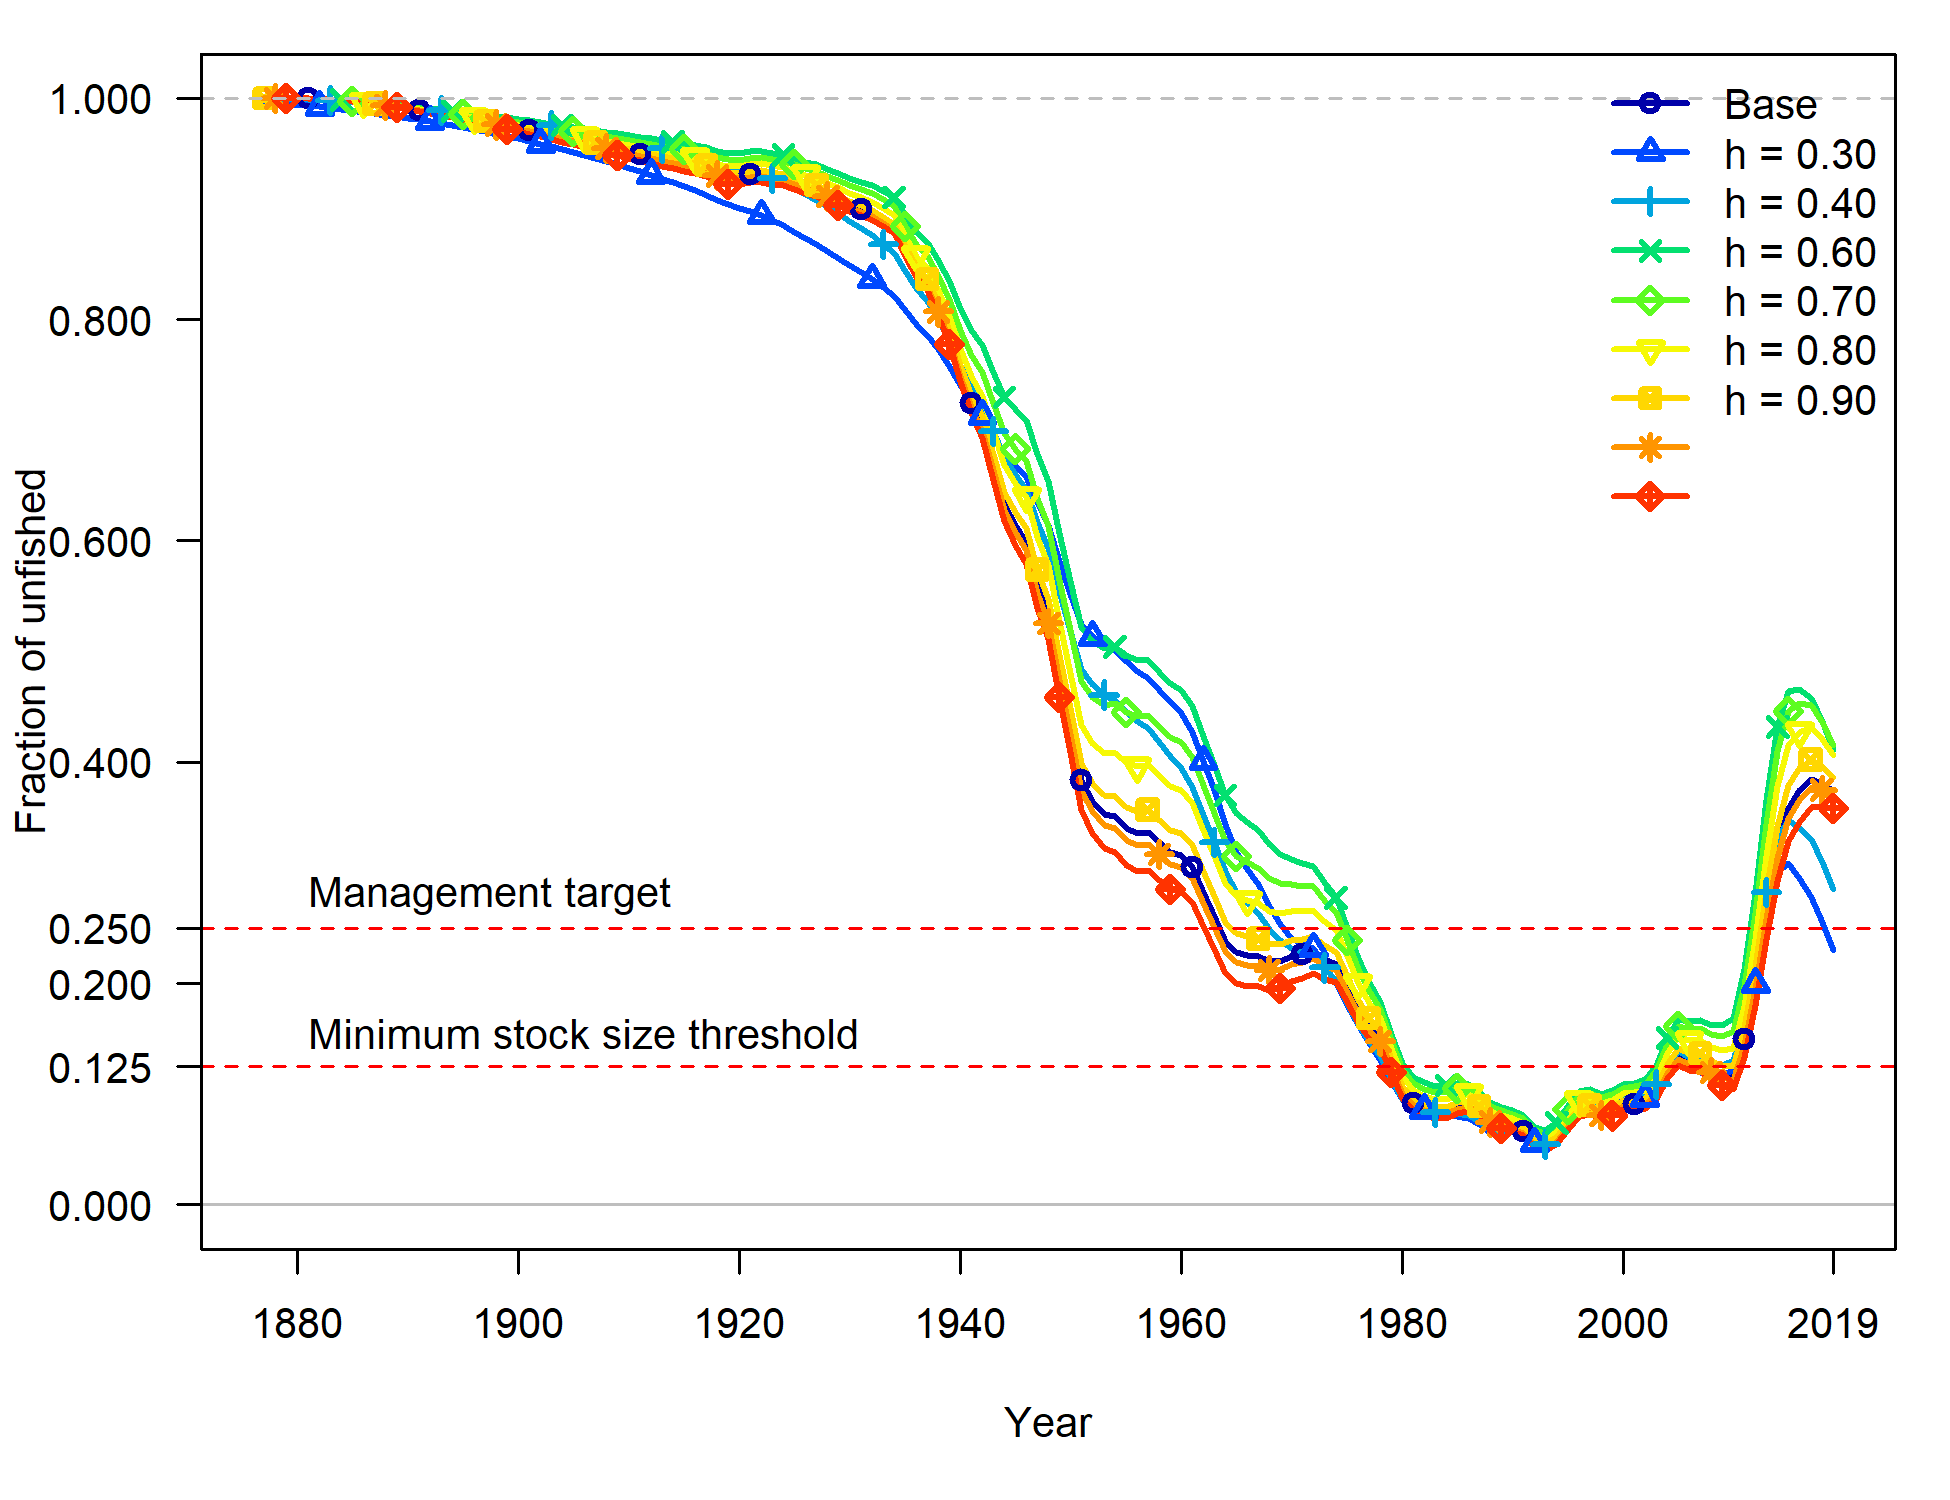 1.000
0.800
0.600
0.400
0.250
0.200
0.125
0.000
Fraction of unfished
Base
h = 0.30
h = 0.40
h = 0.60
h = 0.70
h = 0.80
h = 0.90
Management target
Minimum stock size threshold
1880 1900 1920 1940 1960 1980 2000 2019
Year